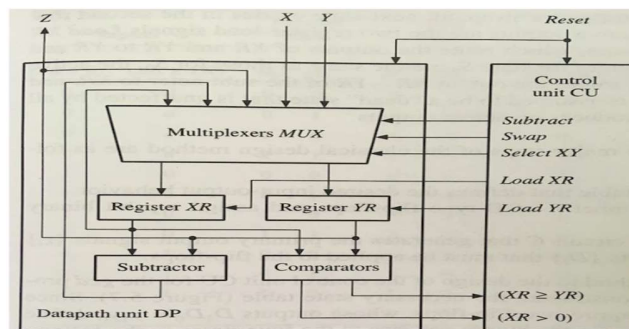 Z
X
Y
Reset
Control
unit CU
Subtract
Multiplexers MUX
Swap
Select XY
Load XR
Register XR
Register YR
Load YR
Subtractor
Comparators
(XR ≥ YR)
Datapath unit DP
(XR > 0)